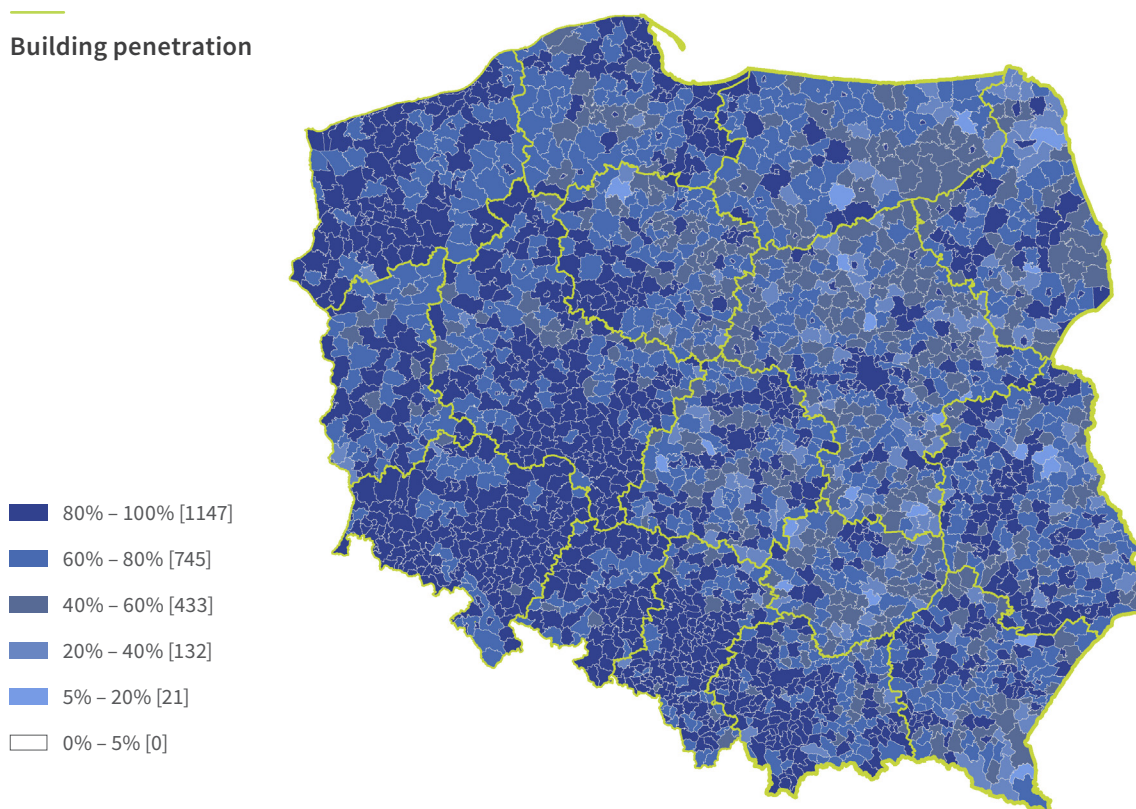 Building penetration
80% – 100% [1147]
60% – 80% [745]
40% – 60% [433]
20% – 40% [132]
5% – 20% [21]
0% – 5% [0]